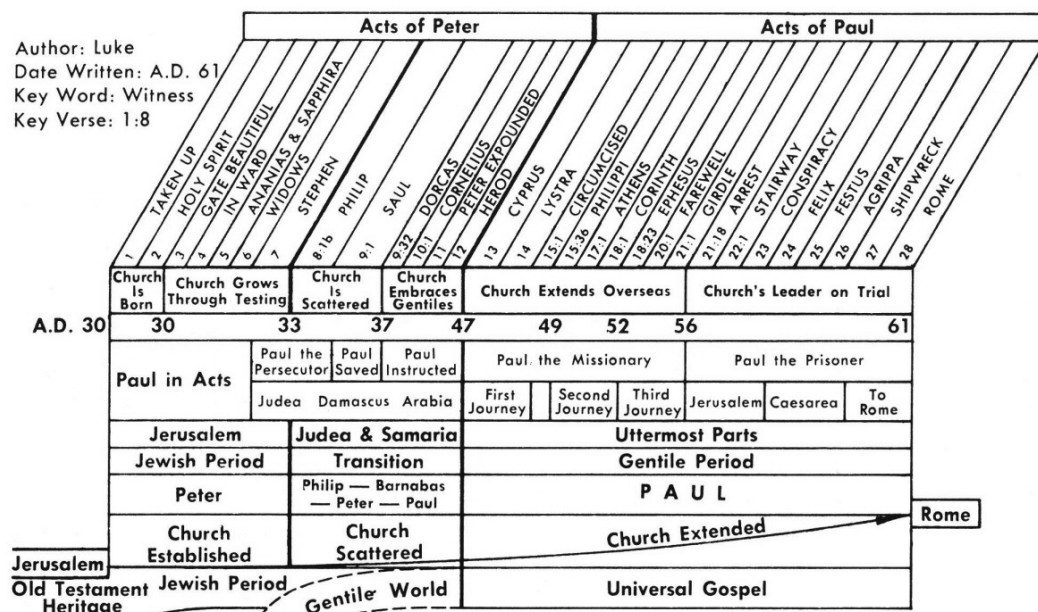 Acts of Peter
Acts of Paul
Author: Luke
Date Written: A.D. 61
Key Word: Witness
Key Verse: 1:8
TAKEN UP
HOLY SPIRIT
GATE BEAUTIFUL
IN WARD
ANANIAS & SAPPHIRA
WIDOWS
STEPHEN
PHILIP
SAUL
DORCAS
CORNELIUS
PETER EXPOUNDED
HEROD
CYPRUS
LYSTRA
CIRCUMCISED
PHILIPPI
ATHENS
CORINTH
EPHESUS
FAREWELL
GIRDLE
ARREST
STAIRWAY
CONSPIRACY
FELIX
FESTUS
AGRIPPA
SHIPWRECK
ROME
1 2 3 4 5 6 7 8:1b 9:1 9:32 10:1 11 12 13 14 15:1 15:36 17:1 18:1 18:23 20:1 21:1 21:18 22:1 23 24 25 26 27 28
Church
Is
Born
Church Grows
Through Testing
Church
Is
Scattered
Church
Embraces
Gentiles
Church Extends Overseas
Church's Leader on Trial
A.D. 30 30 33 37 47 49 52 56 61
Paul in Acts
Paul the
Persecutor
Paul
Saved
Paul
Instructed
Paul the Missionary
Paul the Prisoner
Judea Damascus Arabia
First
Journey
Second
Journey
Third
Journey
Jerusalem
Caesarea
To
Rome
Jerusalem
Judea & Samaria
Uttermost Parts
Jewish Period
Transition
Gentile Period
Peter
Philip — Barnabas
— Peter — Paul
PAUL
Church
Established
Church
Scattered
Church Extended
Rome
Jerusalem
Old Testament
Heritage
Jewish Period
Gentile World
Universal Gospel